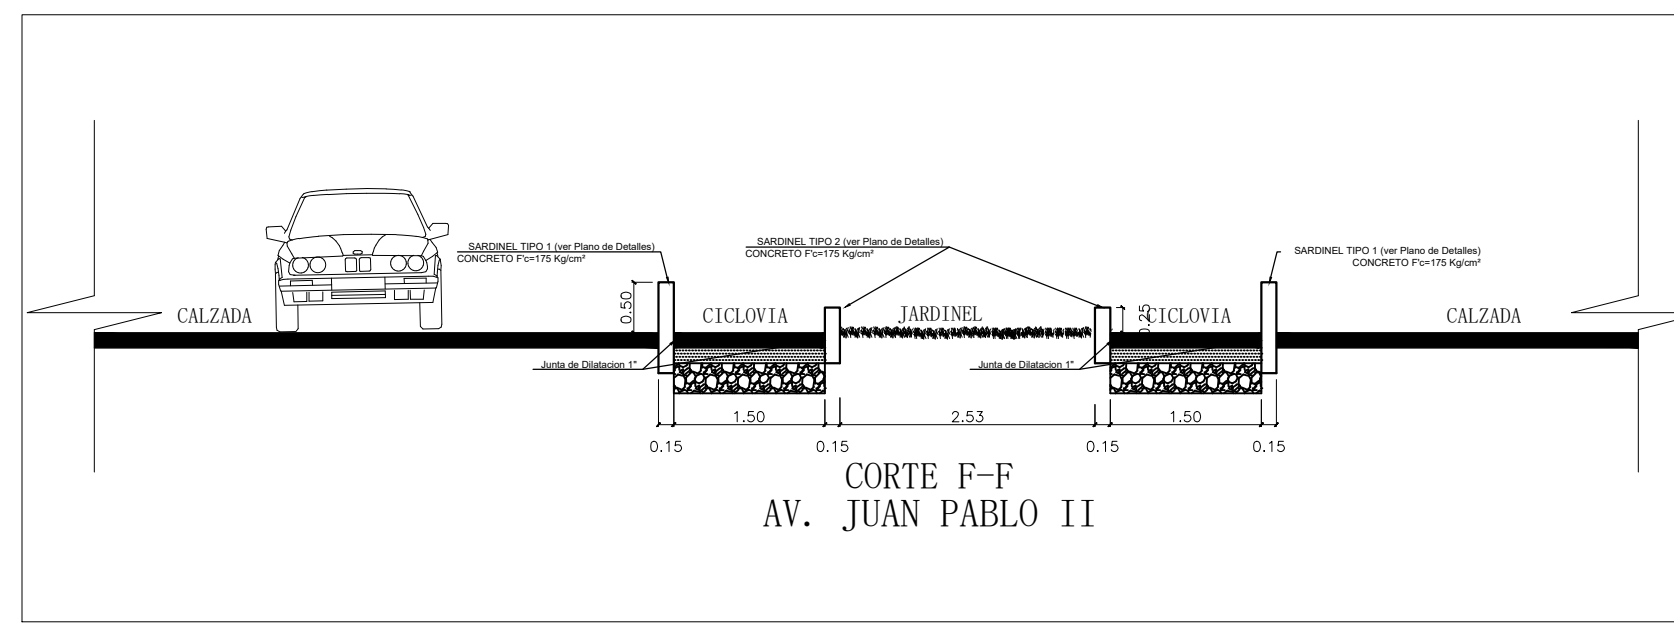 SARDINEL TIPO 1 (ver Plano de Detalles)
CONCRETO F'c=175 Kg/cm²
SARDINEL TIPO 2 (ver Plano de Detalles)
CONCRETO F'c=175 Kg/cm²
SARDINEL TIPO 1 (ver Plano de Detalles)
CONCRETO F'c=175 Kg/cm²
CALZADA
0.50
CICLOVIA
JARDINEL
0.25
CICLOVIA
CALZADA
Junta de Dilatacion 1"
Junta de Dilatacion 1"
1.50
2.53
1.50
0.15
0.15
0.15
0.15
CORTE F-F
AV. JUAN PABLO II